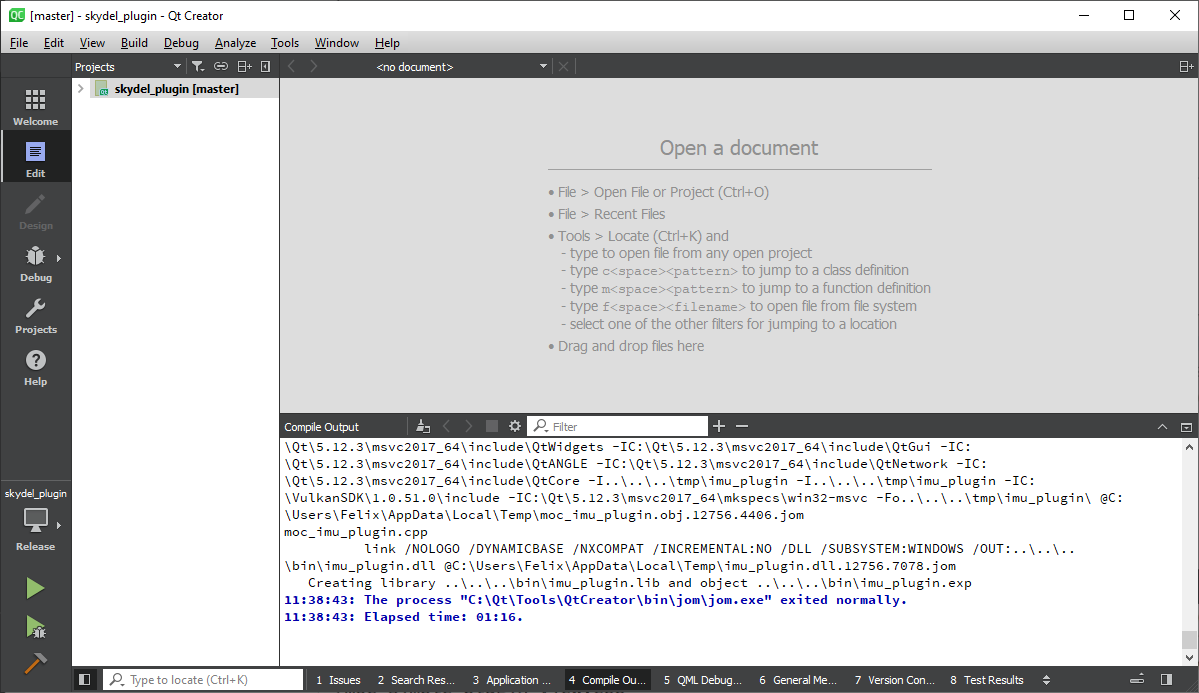 [master] - skydel_plugin - Qt Creator
File Edit View Build Debug Analyze Tools Window Help
Projects
<no document>
skydel_plugin [master]
Welcome
Edit
Design
Debug
Projects
Help
Open a document
• File > Open File or Project (Ctrl+O)
• File > Recent Files
• Tools > Locate (Ctrl+K) and
- type to open file from any open project
- type c<space><pattern> to jump to a class definition
- type m<space><pattern> to jump to a function definition
- type f<space><filename> to open file from file system
- select one of the other filters for jumping to a location
• Drag and drop files here
Compile Output
Filter
\Qt\5.12.3\msvc2017_64\include\QtWidgets -IC:\Qt\5.12.3\msvc2017_64\include\QtGui -IC:
\Qt\5.12.3\msvc2017_64\include\QtANGLE -IC:\Qt\5.12.3\msvc2017_64\include\QtNetwork -IC:
\Qt\5.12.3\msvc2017_64\include\QtCore -I..\..\..\tmp\imu_plugin -I..\..\..\tmp\imu_plugin -IC:
\VulkanSDK\1.0.51.0\include -IC:\Qt\5.12.3\msvc2017_64\mkspecs\win32-msvc -Fo..\..\..\tmp\imu_plugin\ @C:
\Users\Felix\AppData\Local\Temp\moc_imu_plugin.obj.12756.4406.jom
moc_imu_plugin.cpp
link /NOLOGO /DYNAMICBASE /NXCOMPAT /INCREMENTAL:NO /DLL /SUBSYSTEM:WINDOWS /OUT:..\..\..
\bin\imu_plugin.dll @C:\Users\Felix\AppData\Local\Temp\imu_plugin.dll.12756.7078.jom
Creating library ..\..\..\bin\imu_plugin.lib and object ..\..\..\bin\imu_plugin.exp
11:38:43: The process "C:\Qt\Tools\QtCreator\bin\jom\jom.exe" exited normally.
11:38:43: Elapsed time: 01:16.
skydel_plugin
Release
Type to locate (Ctrl+K)
1 Issues
2 Search Res...
3 Application ...
4 Compile Ou...
5 QML Debug...
6 General Me...
7 Version Con...
8 Test Results